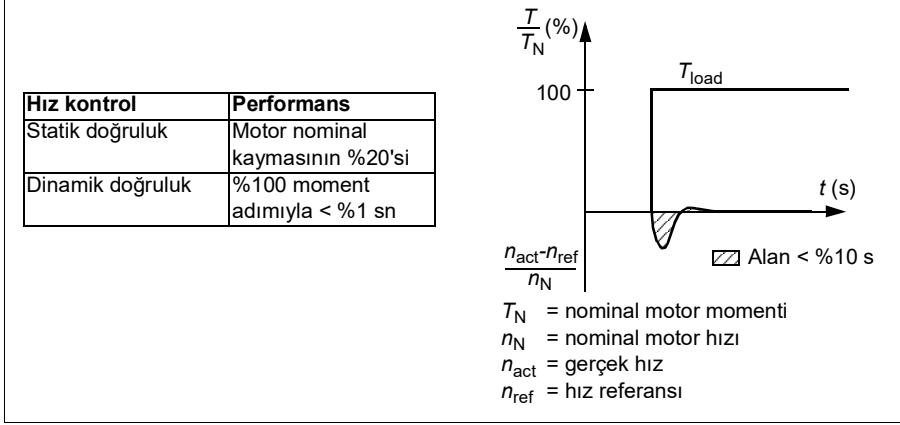 Hız kontrol Performans
Statik doğruluk Motor nominal
kaymasının %20'si
Dinamik doğruluk %100 moment
adımıyla < %1 sn
T
T_N (%)
100
T_load
t (s)
n_act-n_ref
n_N
Alan < %10 s
T_N = nominal motor momenti
n_N = nominal motor hızı
n_act = gerçek hız
n_ref = hız referansı